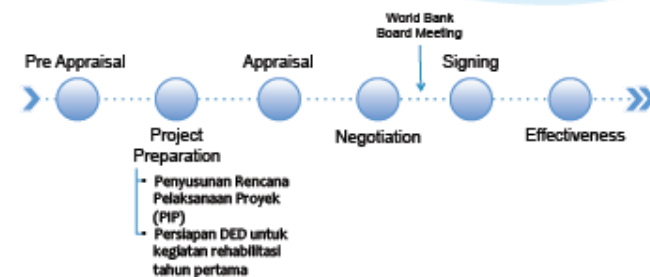 World Bank
Board Meeting
Pre Appraisal
Appraisal
Signing
Project
Preparation
Negotiation
Effectiveness
Penyusunan Rencana
Pelaksanaan Proyek
(PIP)
Persiapan DED untuk
kegiatan rehabilitasi
tahun pertama